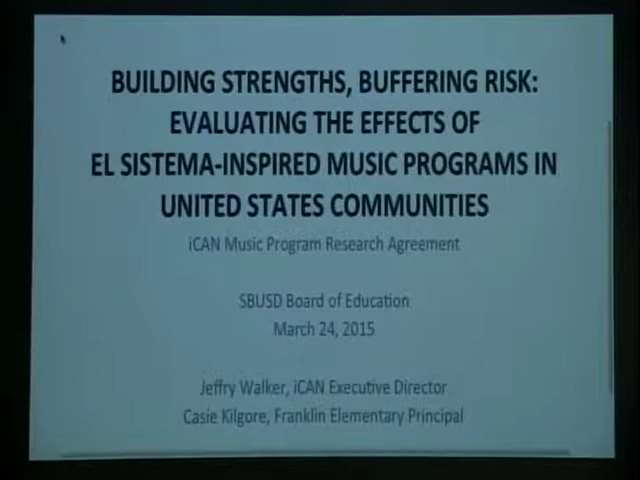 BUILDING STRENGTHS, BUFFERING RISK:
EVALUATING THE EFFECTS OF
EL SISTEMA-INSPIRED MUSIC PROGRAMS IN
UNITED STATES COMMUNITIES
iCAN Music Program Research Agreement
SBUSD Board of Education
March 24, 2015
Jeffry Walker, iCAN Executive Director
Casie Kilgore, Franklin Elementary Principal